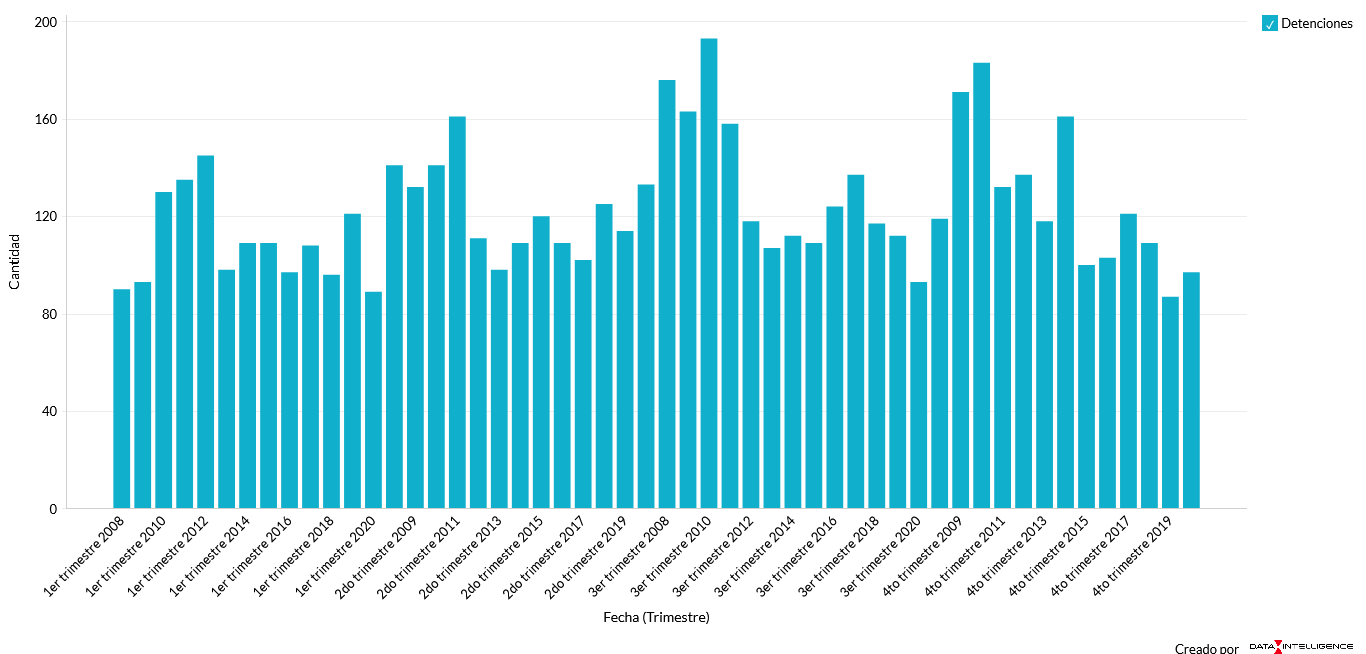 Detenciones
200
160
120
80
40
0
Cantidad
1er trimestre 2008
1er trimestre 2010
1er trimestre 2012
1er trimestre 2014
1er trimestre 2016
1er trimestre 2018
1er trimestre 2020
2do trimestre 2009
2do trimestre 2011
2do trimestre 2013
2do trimestre 2015
2do trimestre 2017
2do trimestre 2019
3er trimestre 2008
3er trimestre 2010
3er trimestre 2012
3er trimestre 2014
3er trimestre 2016
3er trimestre 2018
3er trimestre 2020
4to trimestre 2009
4to trimestre 2011
4to trimestre 2013
4to trimestre 2015
4to trimestre 2017
4to trimestre 2019
Fecha (Trimestre)
Creado por DATA INTELLIGENCE